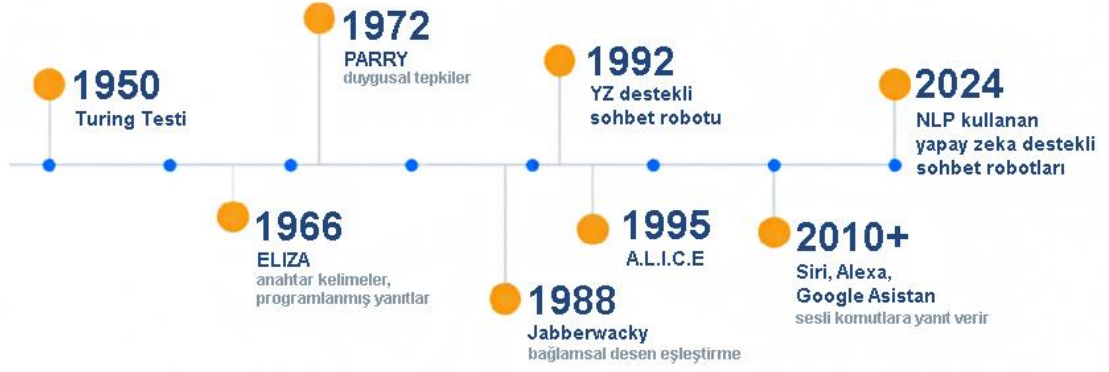 1950
Turing Testi
1966
ELIZA
anahtar kelimeler,
programlanmış yanıtlar
1972
PARRY
duygusal tepkiler
1988
Jabberwacky
bağlamsal desen eşleştirme
1992
YZ destekli
sohbet robotu
1995
A.L.I.C.E
2010+
Siri, Alexa,
Google Asistan
sesli komutlara yanıt verir
2024
NLP kullanan
yapay zeka destekli
sohbet robotları